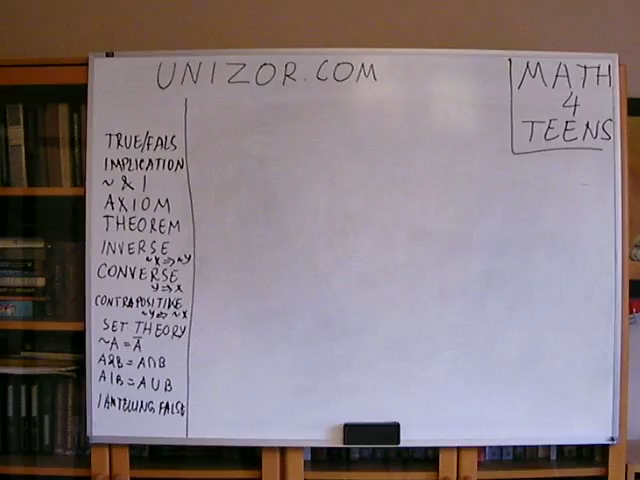 UNIZOR.COM
MATH
4
TEENS
TRUE/FALS
IMPLICATION
~ & |
AXIOM
THEOREM
INVERSE
~X⇒~Y
CONVERSE
Y⇒X
CONTRAPOSITIVE
~Y⇒~X
SET THEORY
~A = Ā
A&B = A∩B
A|B = A∪B
I AM TELLING FALSE